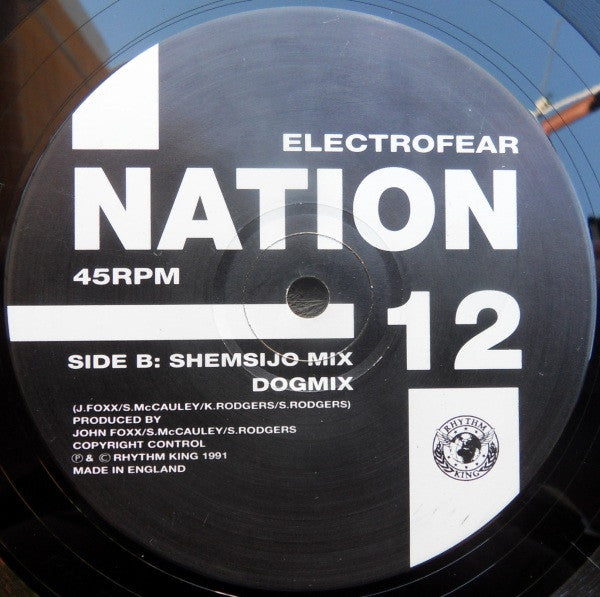 ELECTROFEAR
NATION
45RPM
12
SIDE B: SHEMSIJO MIX
DOGMIX
(J.FOXX/S.McCAULEY/K.RODGERS/S.RODGERS)
PRODUCED BY
JOHN FOXX/S.McCAULEY/S.RODGERS
COPYRIGHT CONTROL
℗ & © RHYTHM KING 1991
MADE IN ENGLAND
RHYTHM
KING